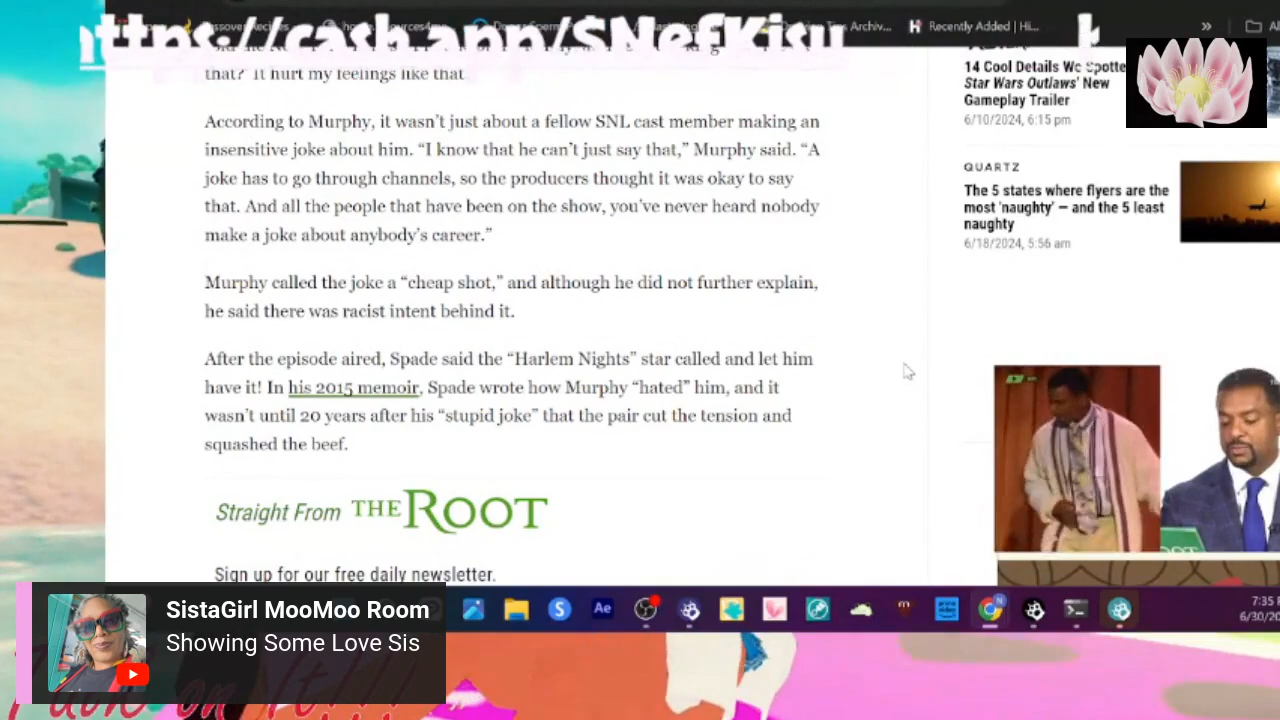 https://cash.app/$NefKisu
Recently Added | Hi...
»
that? It hurt my feelings like that
According to Murphy, it wasn't just about a fellow SNL cast member making an
insensitive joke about him. “I know that he can't just say that,” Murphy said. “A
joke has to go through channels, so the producers thought it was okay to say
that. And all the people that have been on the show, you've never heard nobody
make a joke about anybody's career.”
Murphy called the joke a “cheap shot,” and although he did not further explain,
he said there was racist intent behind it.
After the episode aired, Spade said the “Harlem Nights” star called and let him
have it! In his 2015 memoir, Spade wrote how Murphy “hated” him, and it
wasn't until 20 years after his “stupid joke” that the pair cut the tension and
squashed the beef.
Straight From THE ROOT
Sign up for our free daily newsletter.
14 Cool Details We Spotte
Star Wars Outlaws' New
Gameplay Trailer
6/10/2024, 6:15 pm
QUARTZ
The 5 states where flyers are the
most 'naughty' — and the 5 least
naughty
6/18/2024, 5:56 am
Ae
7:35 P
6/30/20
SistaGirl MooMoo Room
Showing Some Love Sis